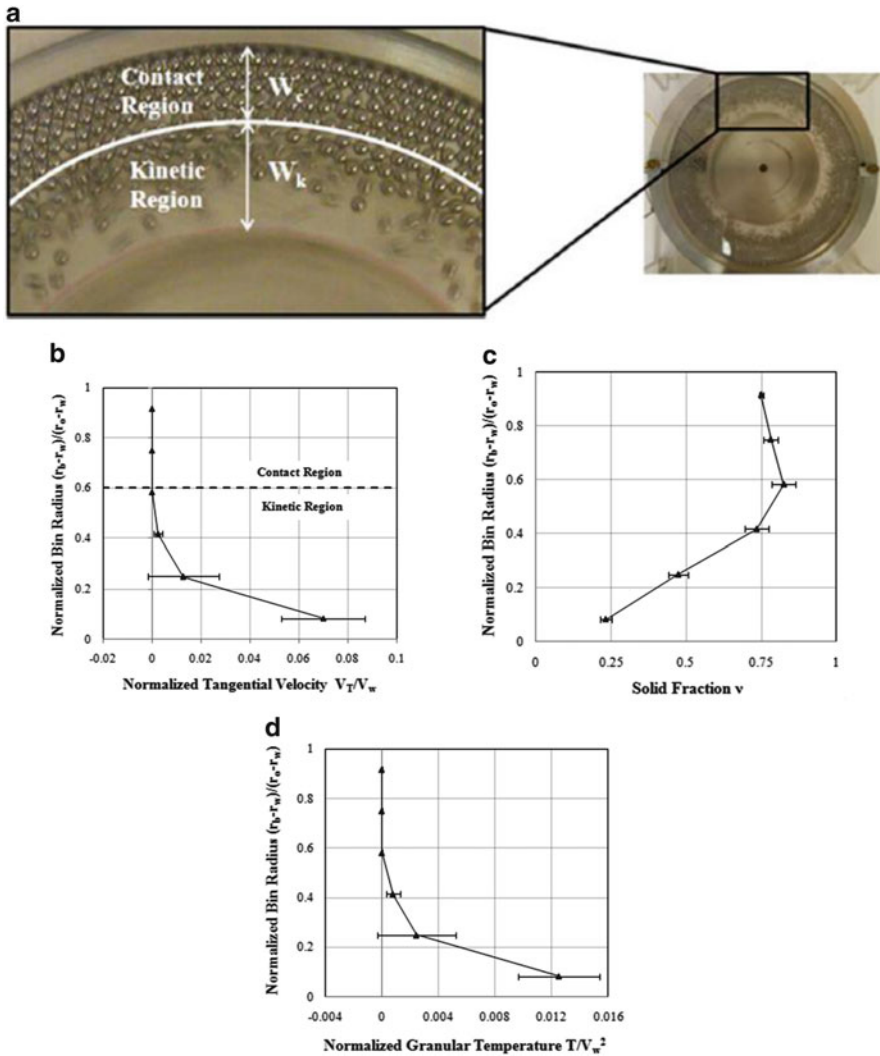 a
Contact
Region
Wc
Kinetic
Region
Wk
b
Normalized Bin Radius (rb-rw)/(ro-rw)
1
0.8
0.6
0.4
0.2
0
Contact Region
Kinetic Region
-0.02 0 0.02 0.04 0.06 0.08 0.1
Normalized Tangential Velocity VT/Vw
c
Normalized Bin Radius (rb-rw)/(ro-rw)
1
0.8
0.6
0.4
0.2
0
0 0.25 0.5 0.75 1
Solid Fraction ν
d
Normalized Bin Radius (rb-rw)/(ro-rw)
1
0.8
0.6
0.4
0.2
0
-0.004 0 0.004 0.008 0.012 0.016
Normalized Granular Temperature T/Vw²